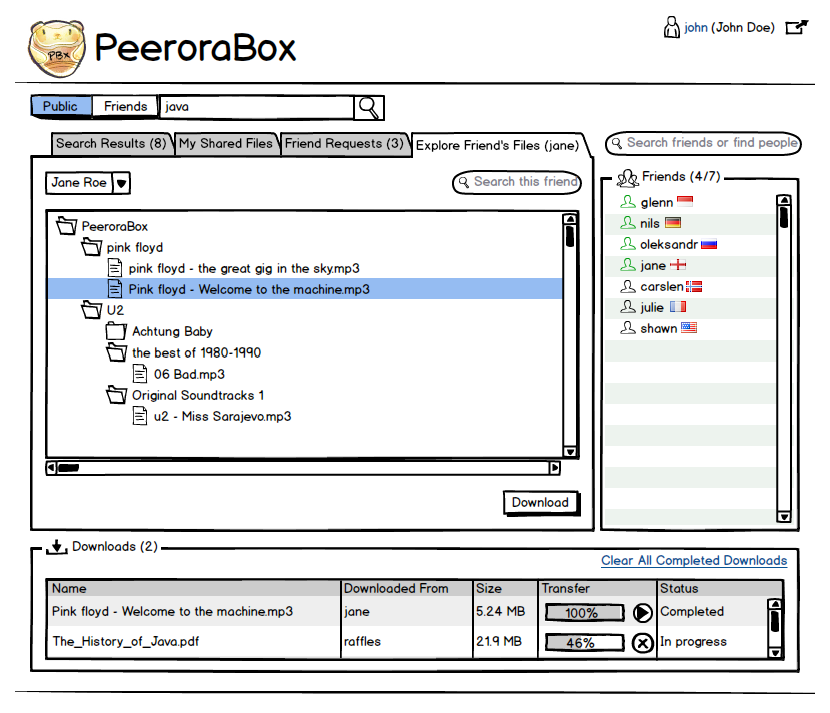 PBx
PeeroraBox
john (John Doe)
Public Friends java
Search Results (8) My Shared Files Friend Requests (3) Explore Friend's Files (jane)
Search friends or find people
Jane Roe
Search this friend
Friends (4/7)
PeeroraBox
pink floyd
pink floyd - the great gig in the sky.mp3
Pink floyd - Welcome to the machine.mp3
U2
Achtung Baby
the best of 1980-1990
06 Bad.mp3
Original Soundtracks 1
u2 - Miss Sarajevo.mp3
Download
glenn
nils
oleksandr
jane
carslen
julie
shawn
Downloads (2)
Clear All Completed Downloads
Name Downloaded From Size Transfer Status
Pink floyd - Welcome to the machine.mp3 jane 5.24 MB 100% Completed
The_History_of_Java.pdf raffles 21.9 MB 46% In progress